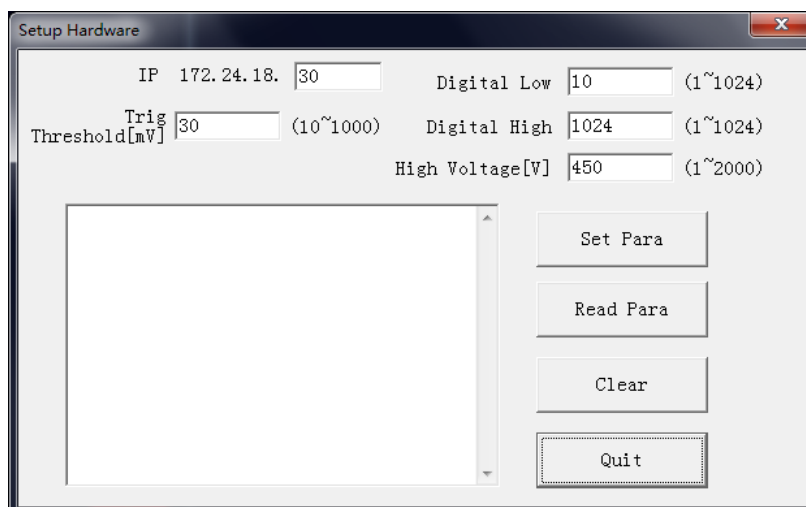 Setup Hardware
IP 172.24.18. 30
Digital Low 10 (1~1024)
Trig
Threshold[mV] 30 (10~1000)
Digital High 1024 (1~1024)
High Voltage[V] 450 (1~2000)
Set Para
Read Para
Clear
Quit